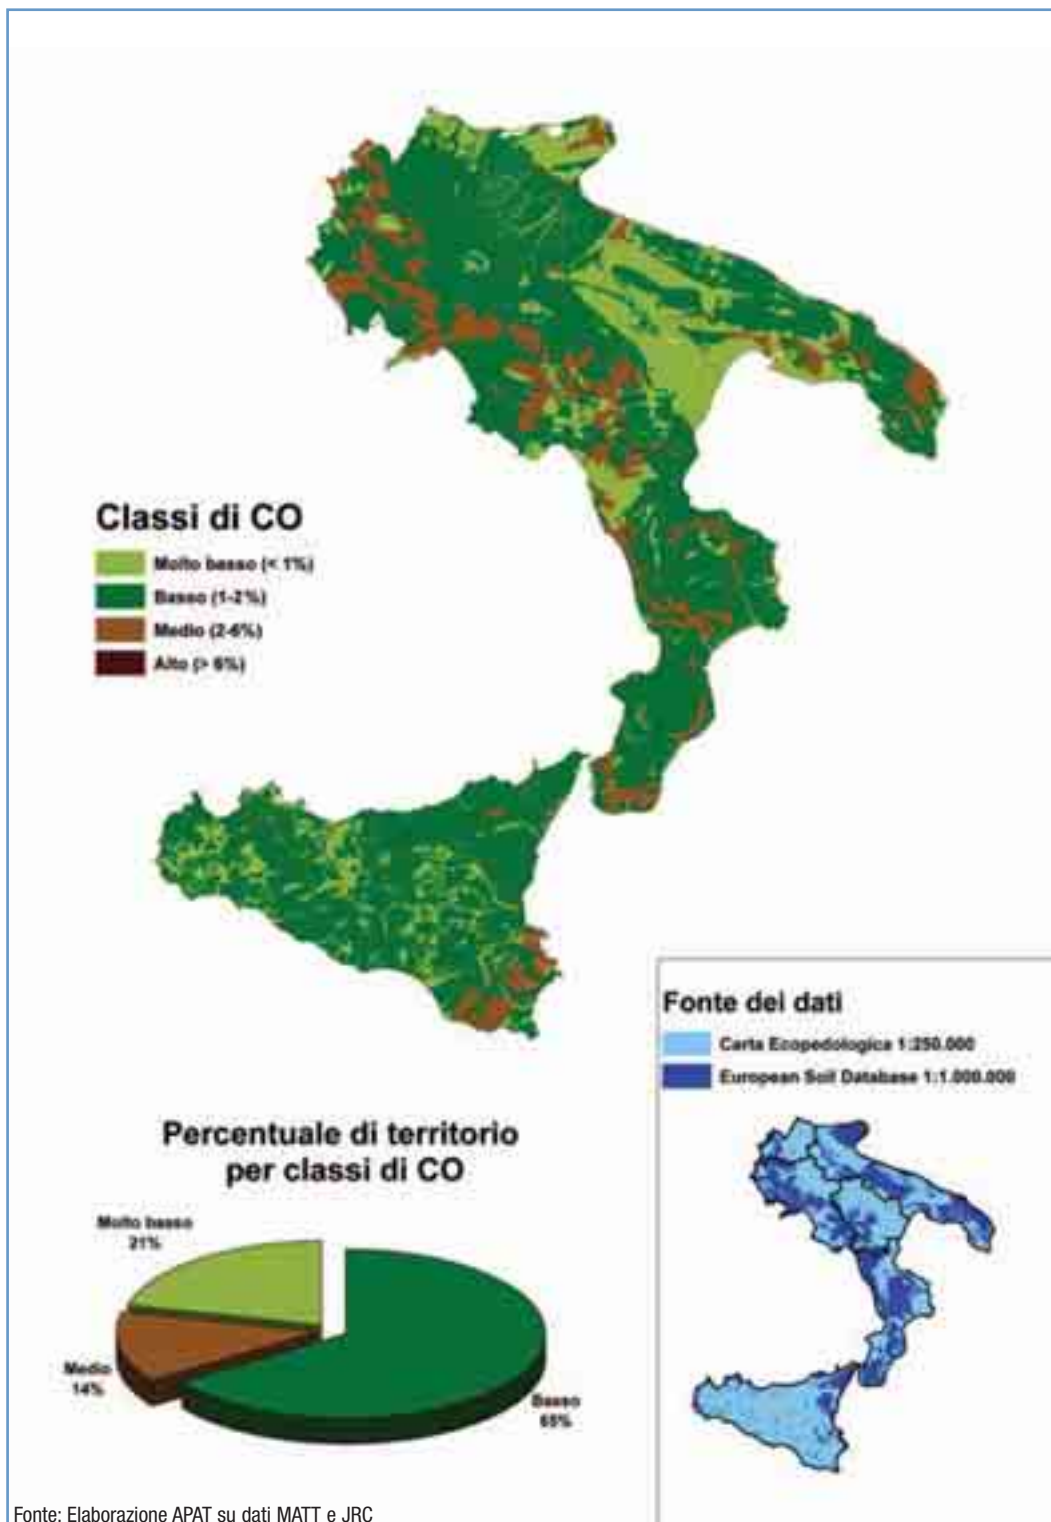 Classi di CO
Molto basso (< 1%)
Basso (1-2%)
Medio (2-6%)
Alto (> 6%)
Fonte dei dati
Carta Ecopedologica 1:250.000
European Soil Database 1:1.000.000
Percentuale di territorio
per classi di CO
Molto basso
21%
Medio
14%
Basso
65%
Fonte: Elaborazione APAT su dati MATT e JRC